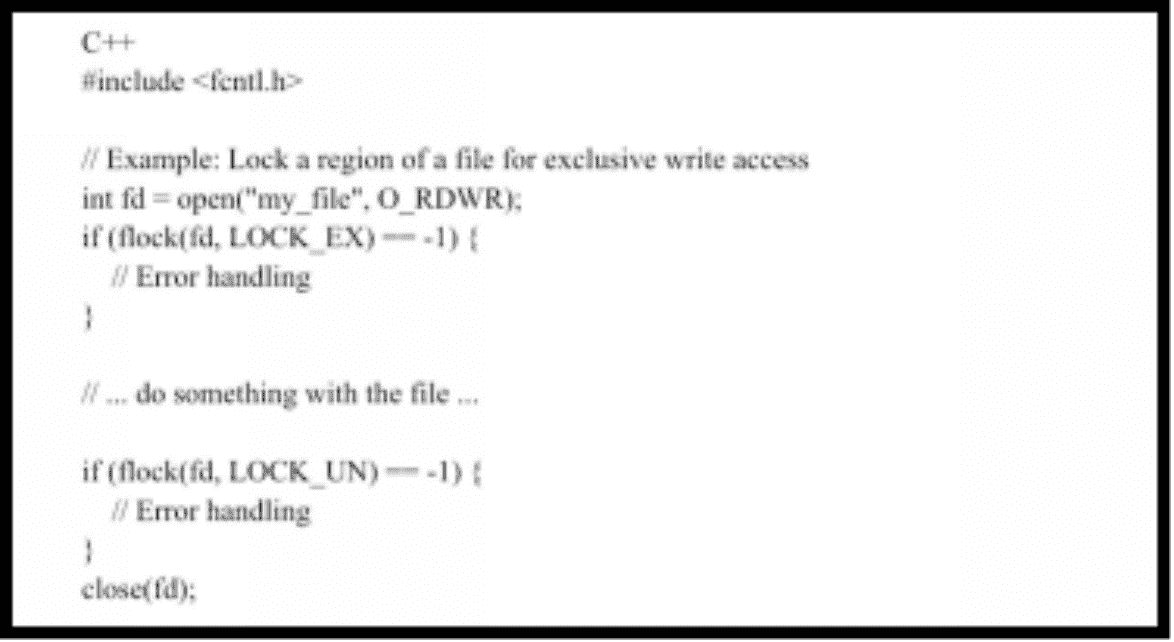 C++
#include <fcntl.h>
// Example: Lock a region of a file for exclusive write access
int fd = open("my_file", O_RDWR);
if (flock(fd, LOCK_EX) == -1) {
// Error handling
}
// ... do something with the file ...
if (flock(fd, LOCK_UN) == -1) {
// Error handling
}
close(fd);